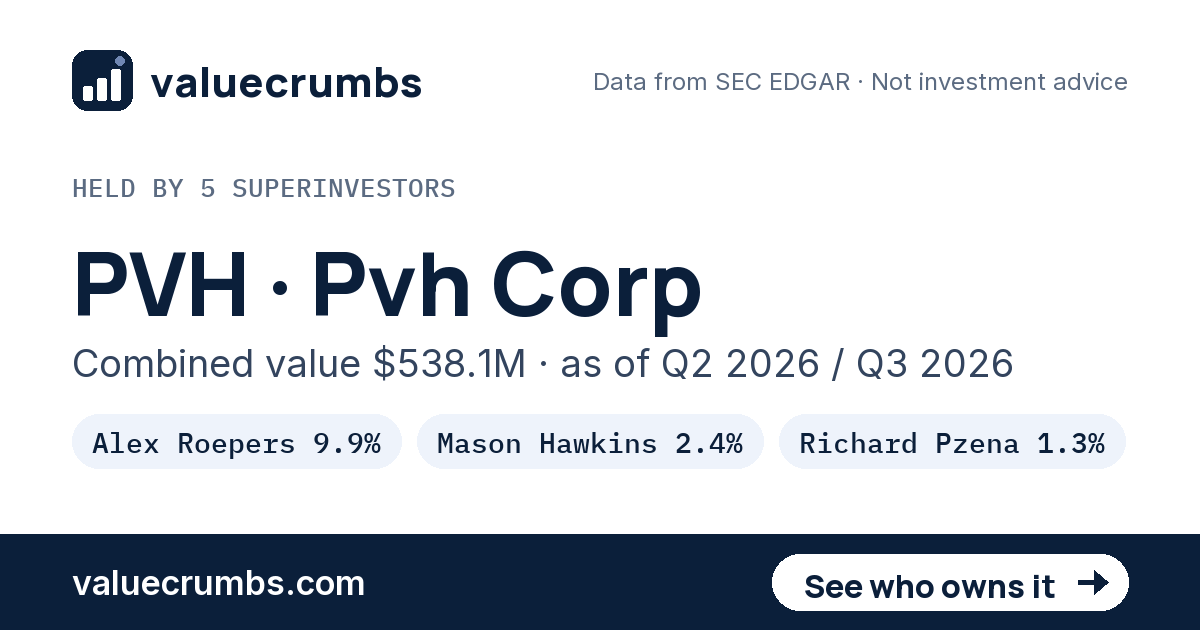 valuecrumbs
Data from SEC EDGAR · Not investment advice
HELD BY 5 SUPERINVESTORS
PVH · Pvh Corp
Combined value $538.1M · as of Q2 2026 / Q3 2026
Alex Roepers 9.9%
Mason Hawkins 2.4%
Richard Pzena 1.3%
valuecrumbs.com
See who owns it →